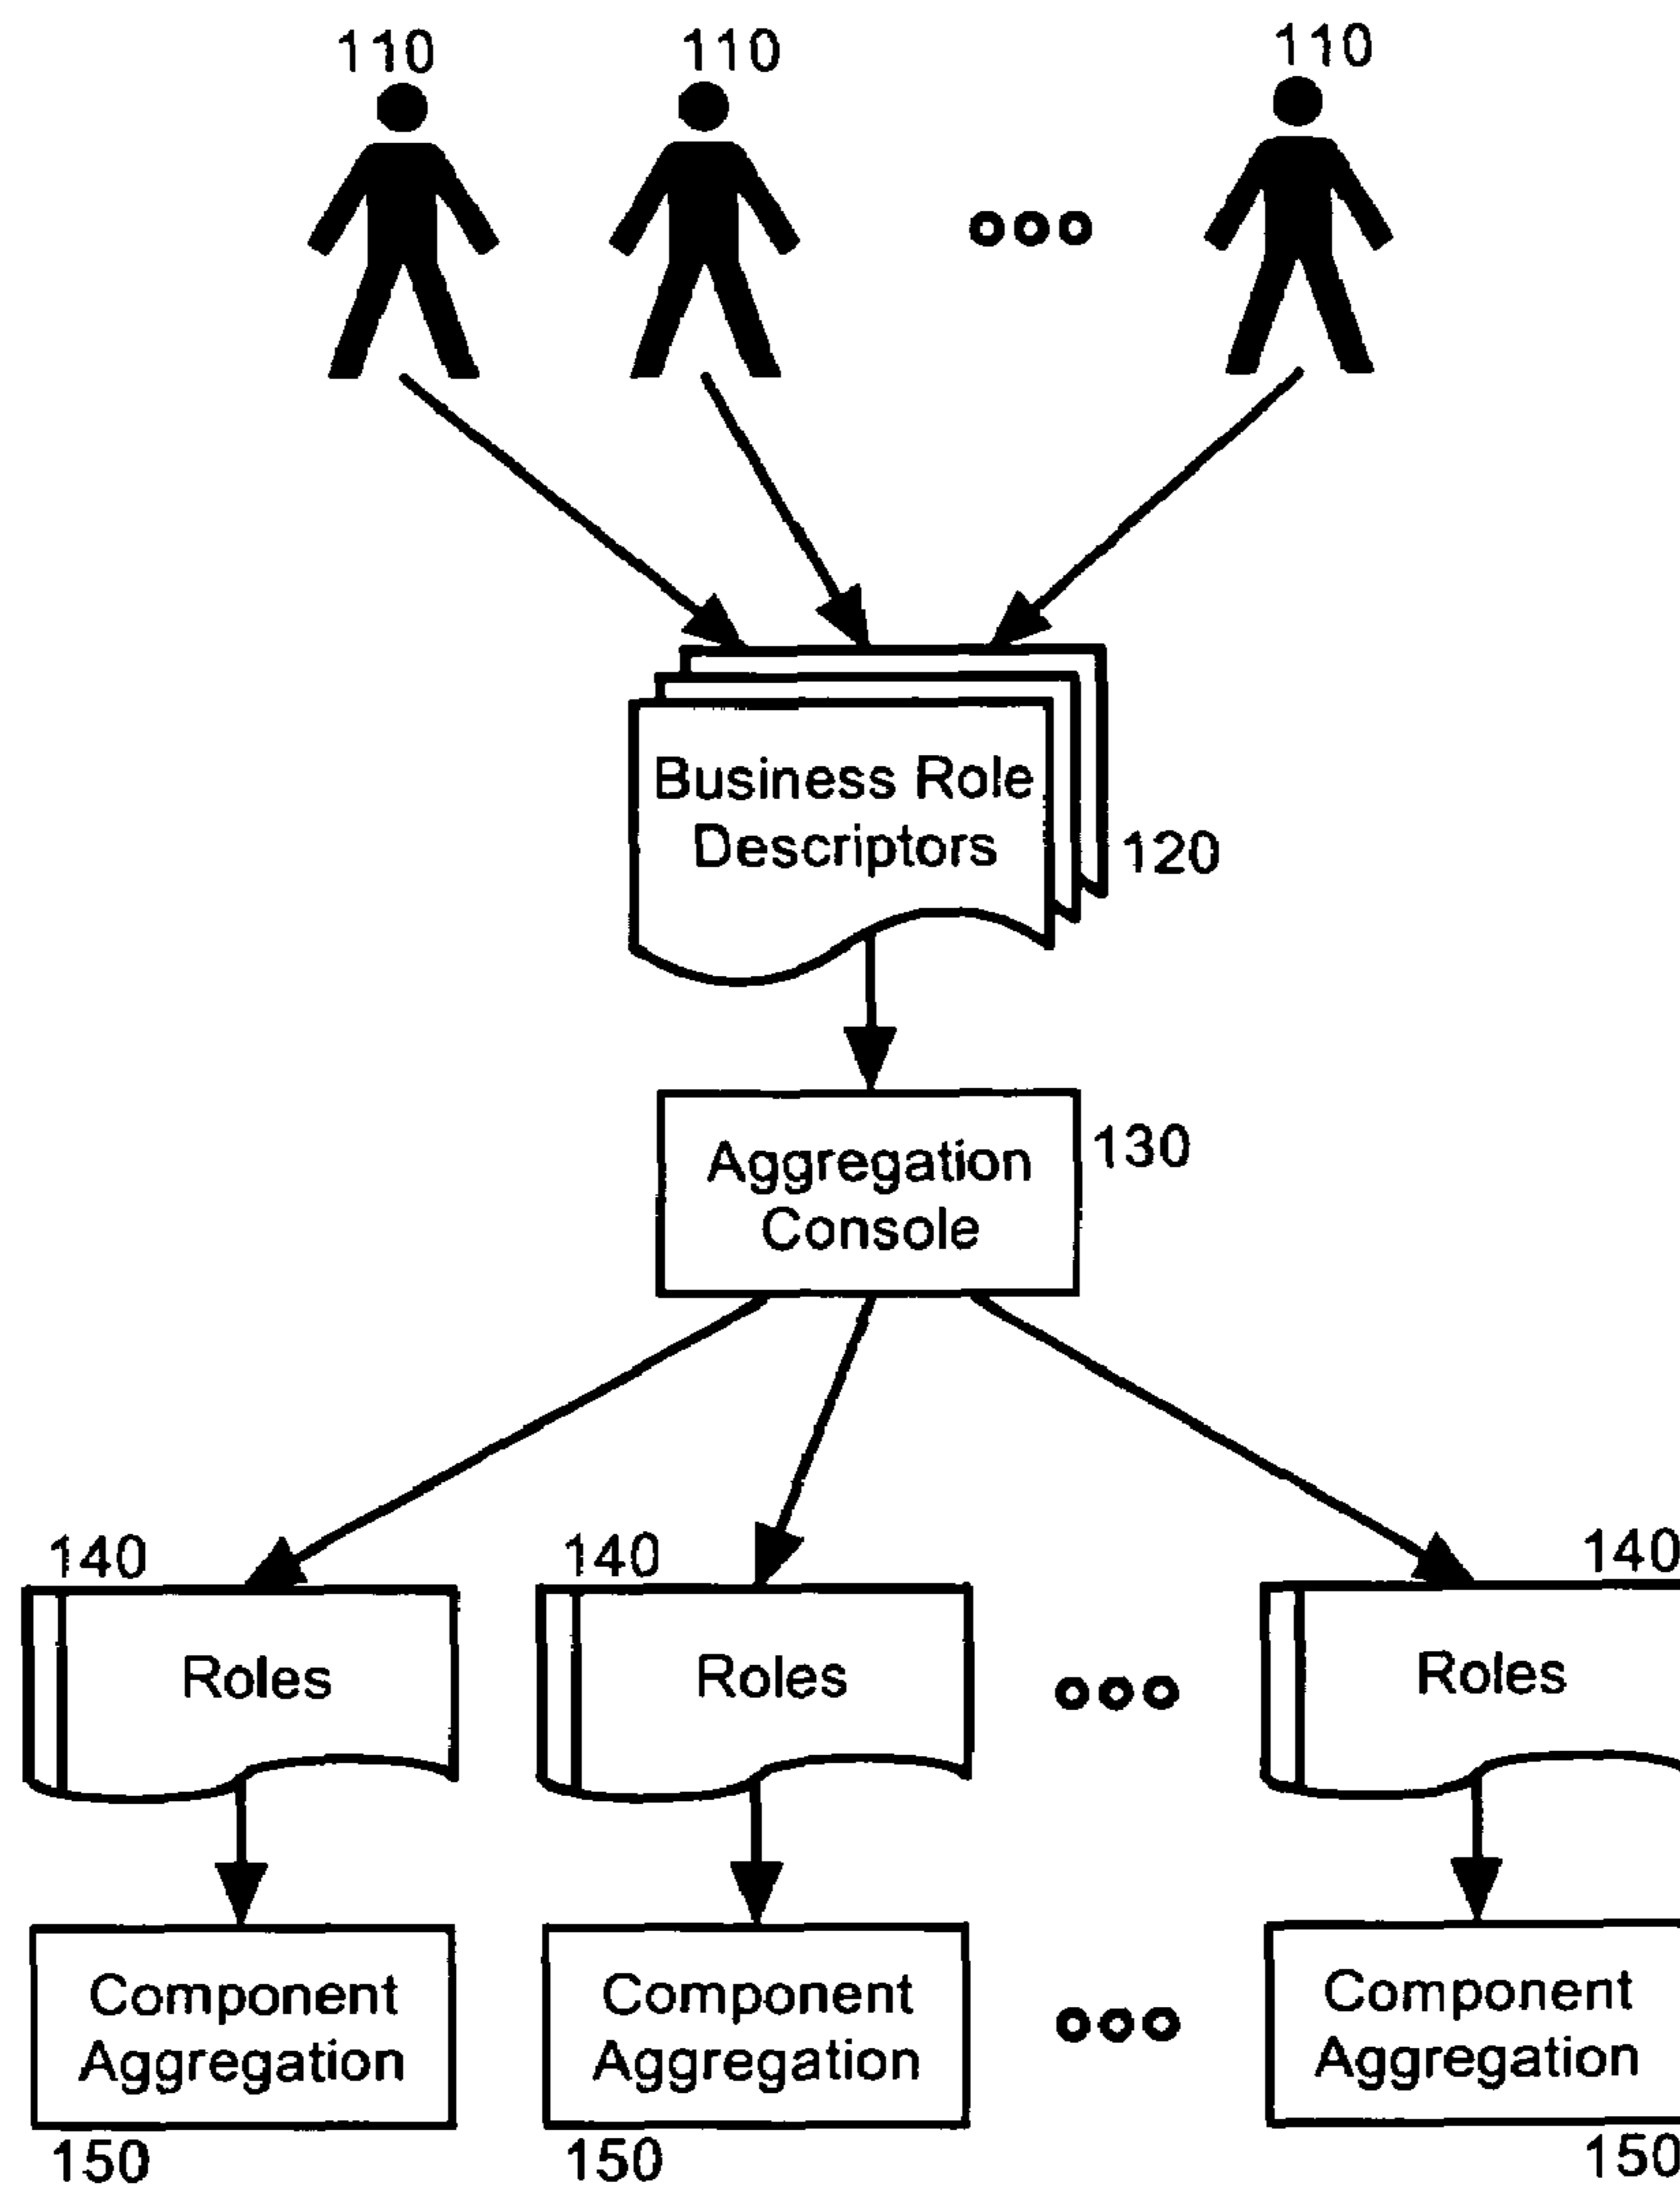 110 110 110
Business Role
Descriptors
120
Aggregation
Console
130
140 140 140
Roles Roles Roles
Component Component Component
Aggregation Aggregation Aggregation
150 150 150